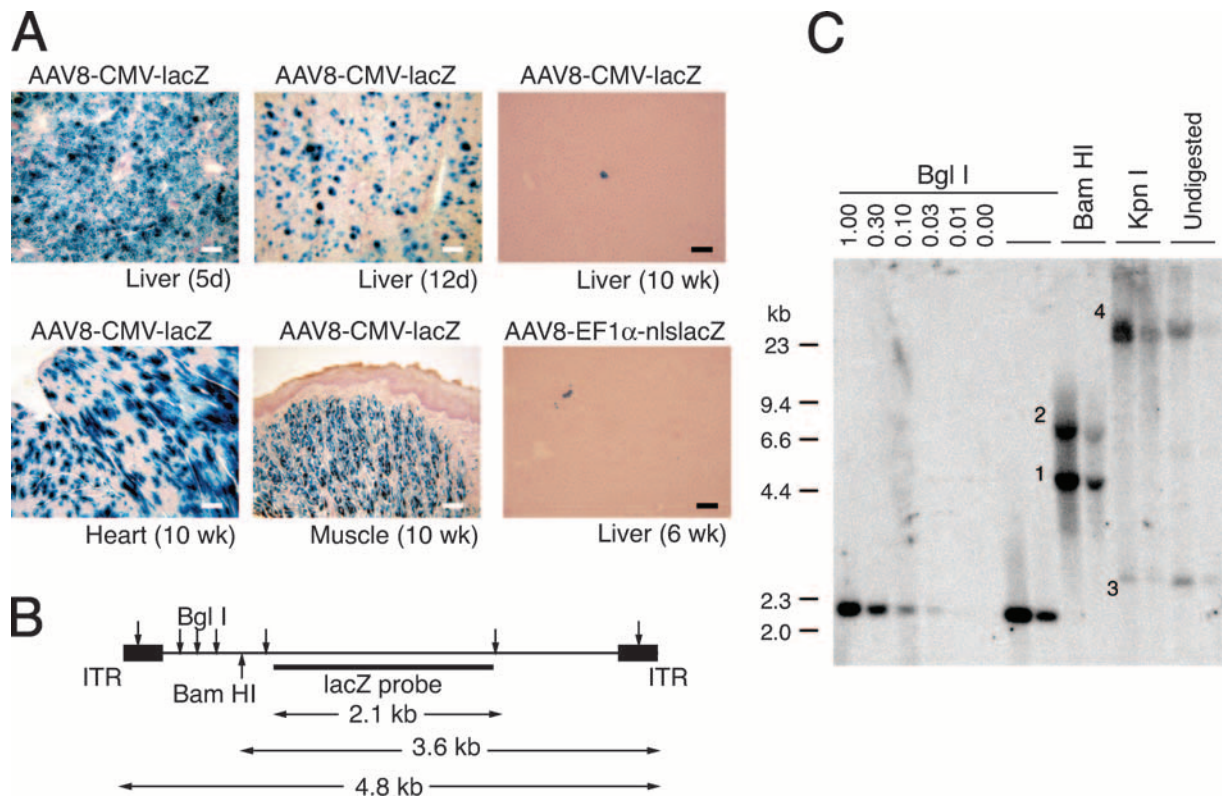 A
AAV8-CMV-lacZ
AAV8-CMV-lacZ
AAV8-CMV-lacZ
Liver (5d)
Liver (12d)
Liver (10 wk)
AAV8-CMV-lacZ
AAV8-CMV-lacZ
AAV8-EF1α-nlslacZ
Heart (10 wk)
Muscle (10 wk)
Liver (6 wk)
B
Bgl I
ITR
Bam HI
lacZ probe
ITR
2.1 kb
3.6 kb
4.8 kb
C
Bgl I
Bam HI
Kpn I
Undigested
1.00
0.30
0.10
0.03
0.01
0.00
kb
23
9.4
6.6
4.4
2.3
2.0
4
2
1
3